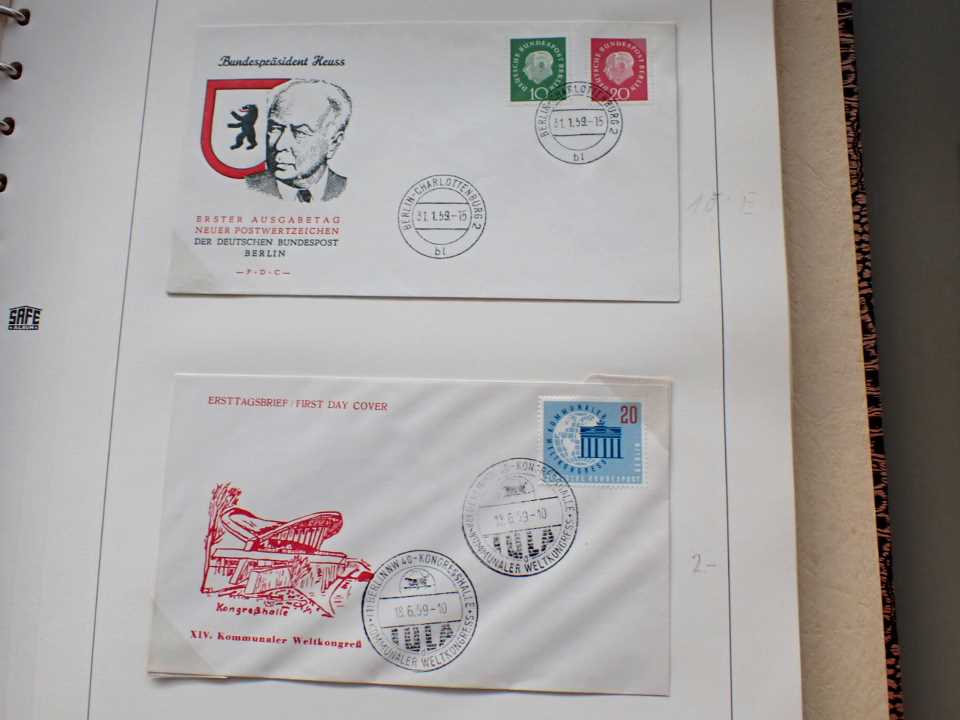 Bundespräsident Heuss
DEUTSCHE BUNDESPOST BERLIN
10
DEUTSCHE BUNDESPOST BERLIN
20
BERLIN-CHARLOTTENBURG 2
31.1.59.-15
bl
BERLIN-CHARLOTTENBURG 2
31.1.59.-15
bl
ERSTER AUSGABETAG
NEUER POSTWERTZEICHEN
DER DEUTSCHEN BUNDESPOST
BERLIN
— F·D·C —
SAFE
ALBUM
ERSTTAGSBRIEF / FIRST DAY COVER
20
KOMMUNALER
WELTKONGRESS
BUNDESPOST BERLIN
-KONGRESSHALLE
18.6.59-10
IULA
KOMMUNALER WELTKONGRESS
(1) BERLIN NW 40-KONGRESSHALLE
18.6.59-10
IULA
KOMMUNALER WELTKONGRESS
Kongreßhalle
XIV. Kommunaler Weltkongreß
2-